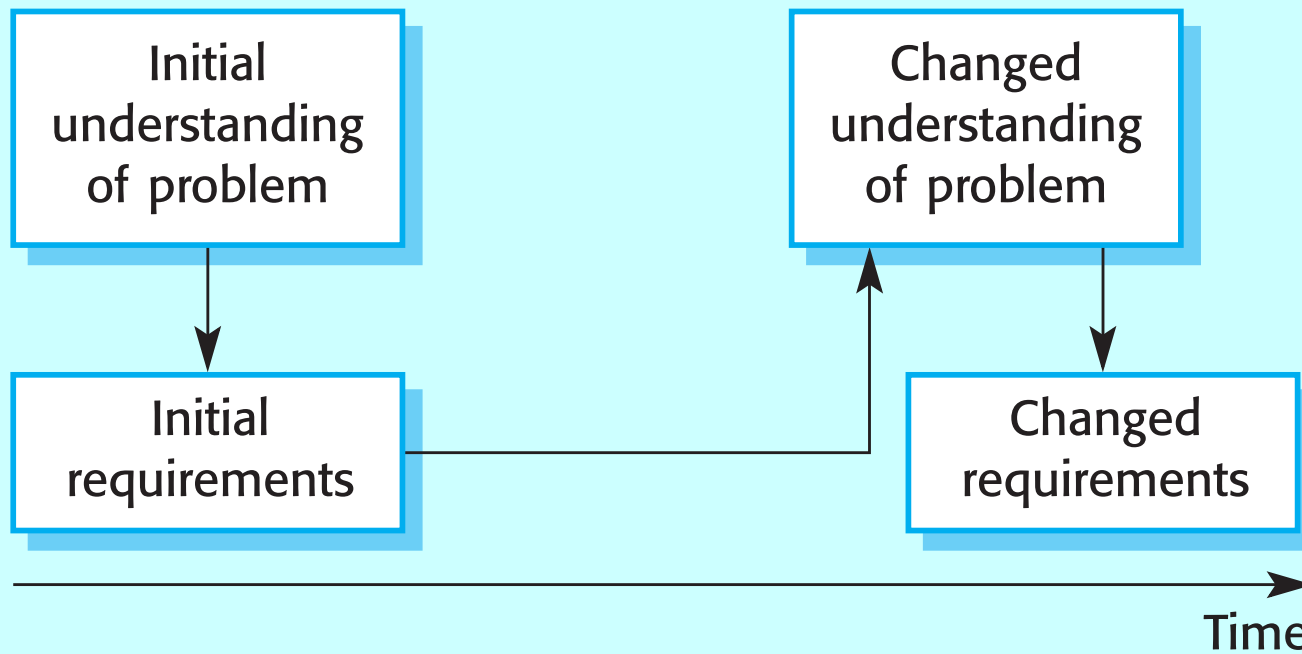 Initial
understanding
of problem
Changed
understanding
of problem
Initial
requirements
Changed
requirements
Time